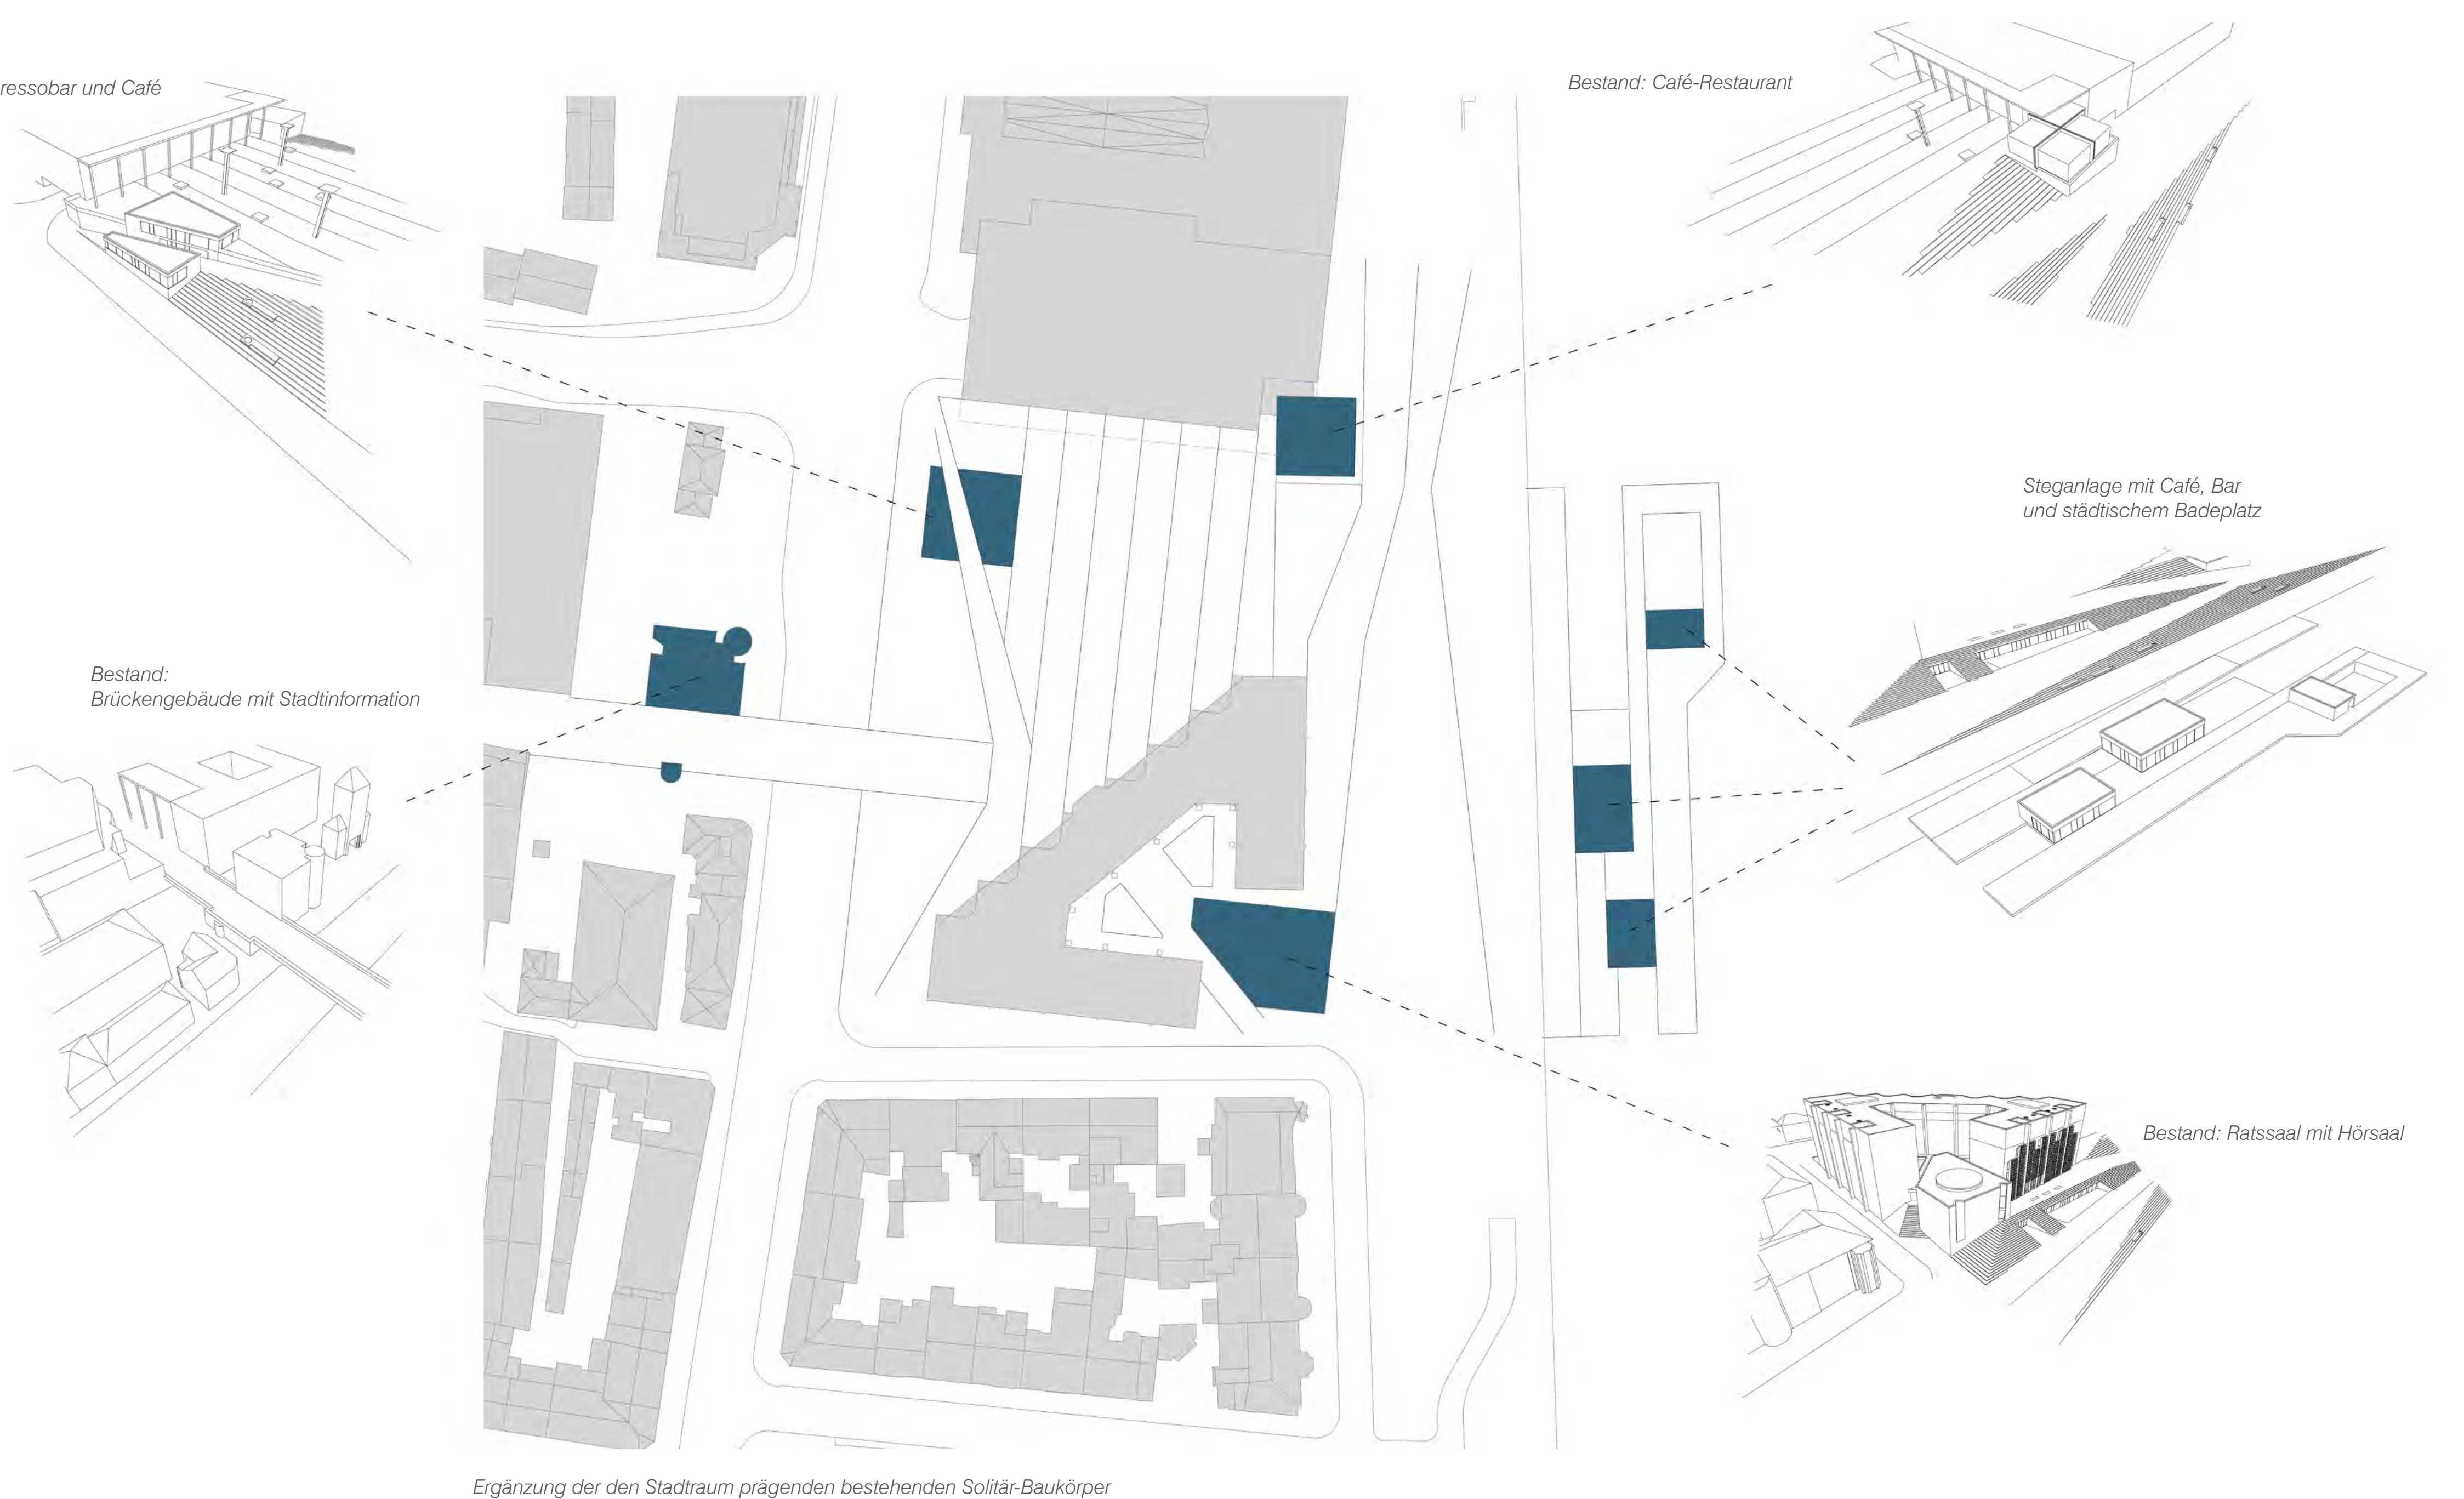 ressobar und Café
Bestand: Café-Restaurant
Steganlage mit Café, Bar
und städtischem Badeplatz
Bestand:
Brückengebäude mit Stadtinformation
Bestand: Ratssaal mit Hörsaal
Ergänzung der den Stadtraum prägenden bestehenden Solitär-Baukörper